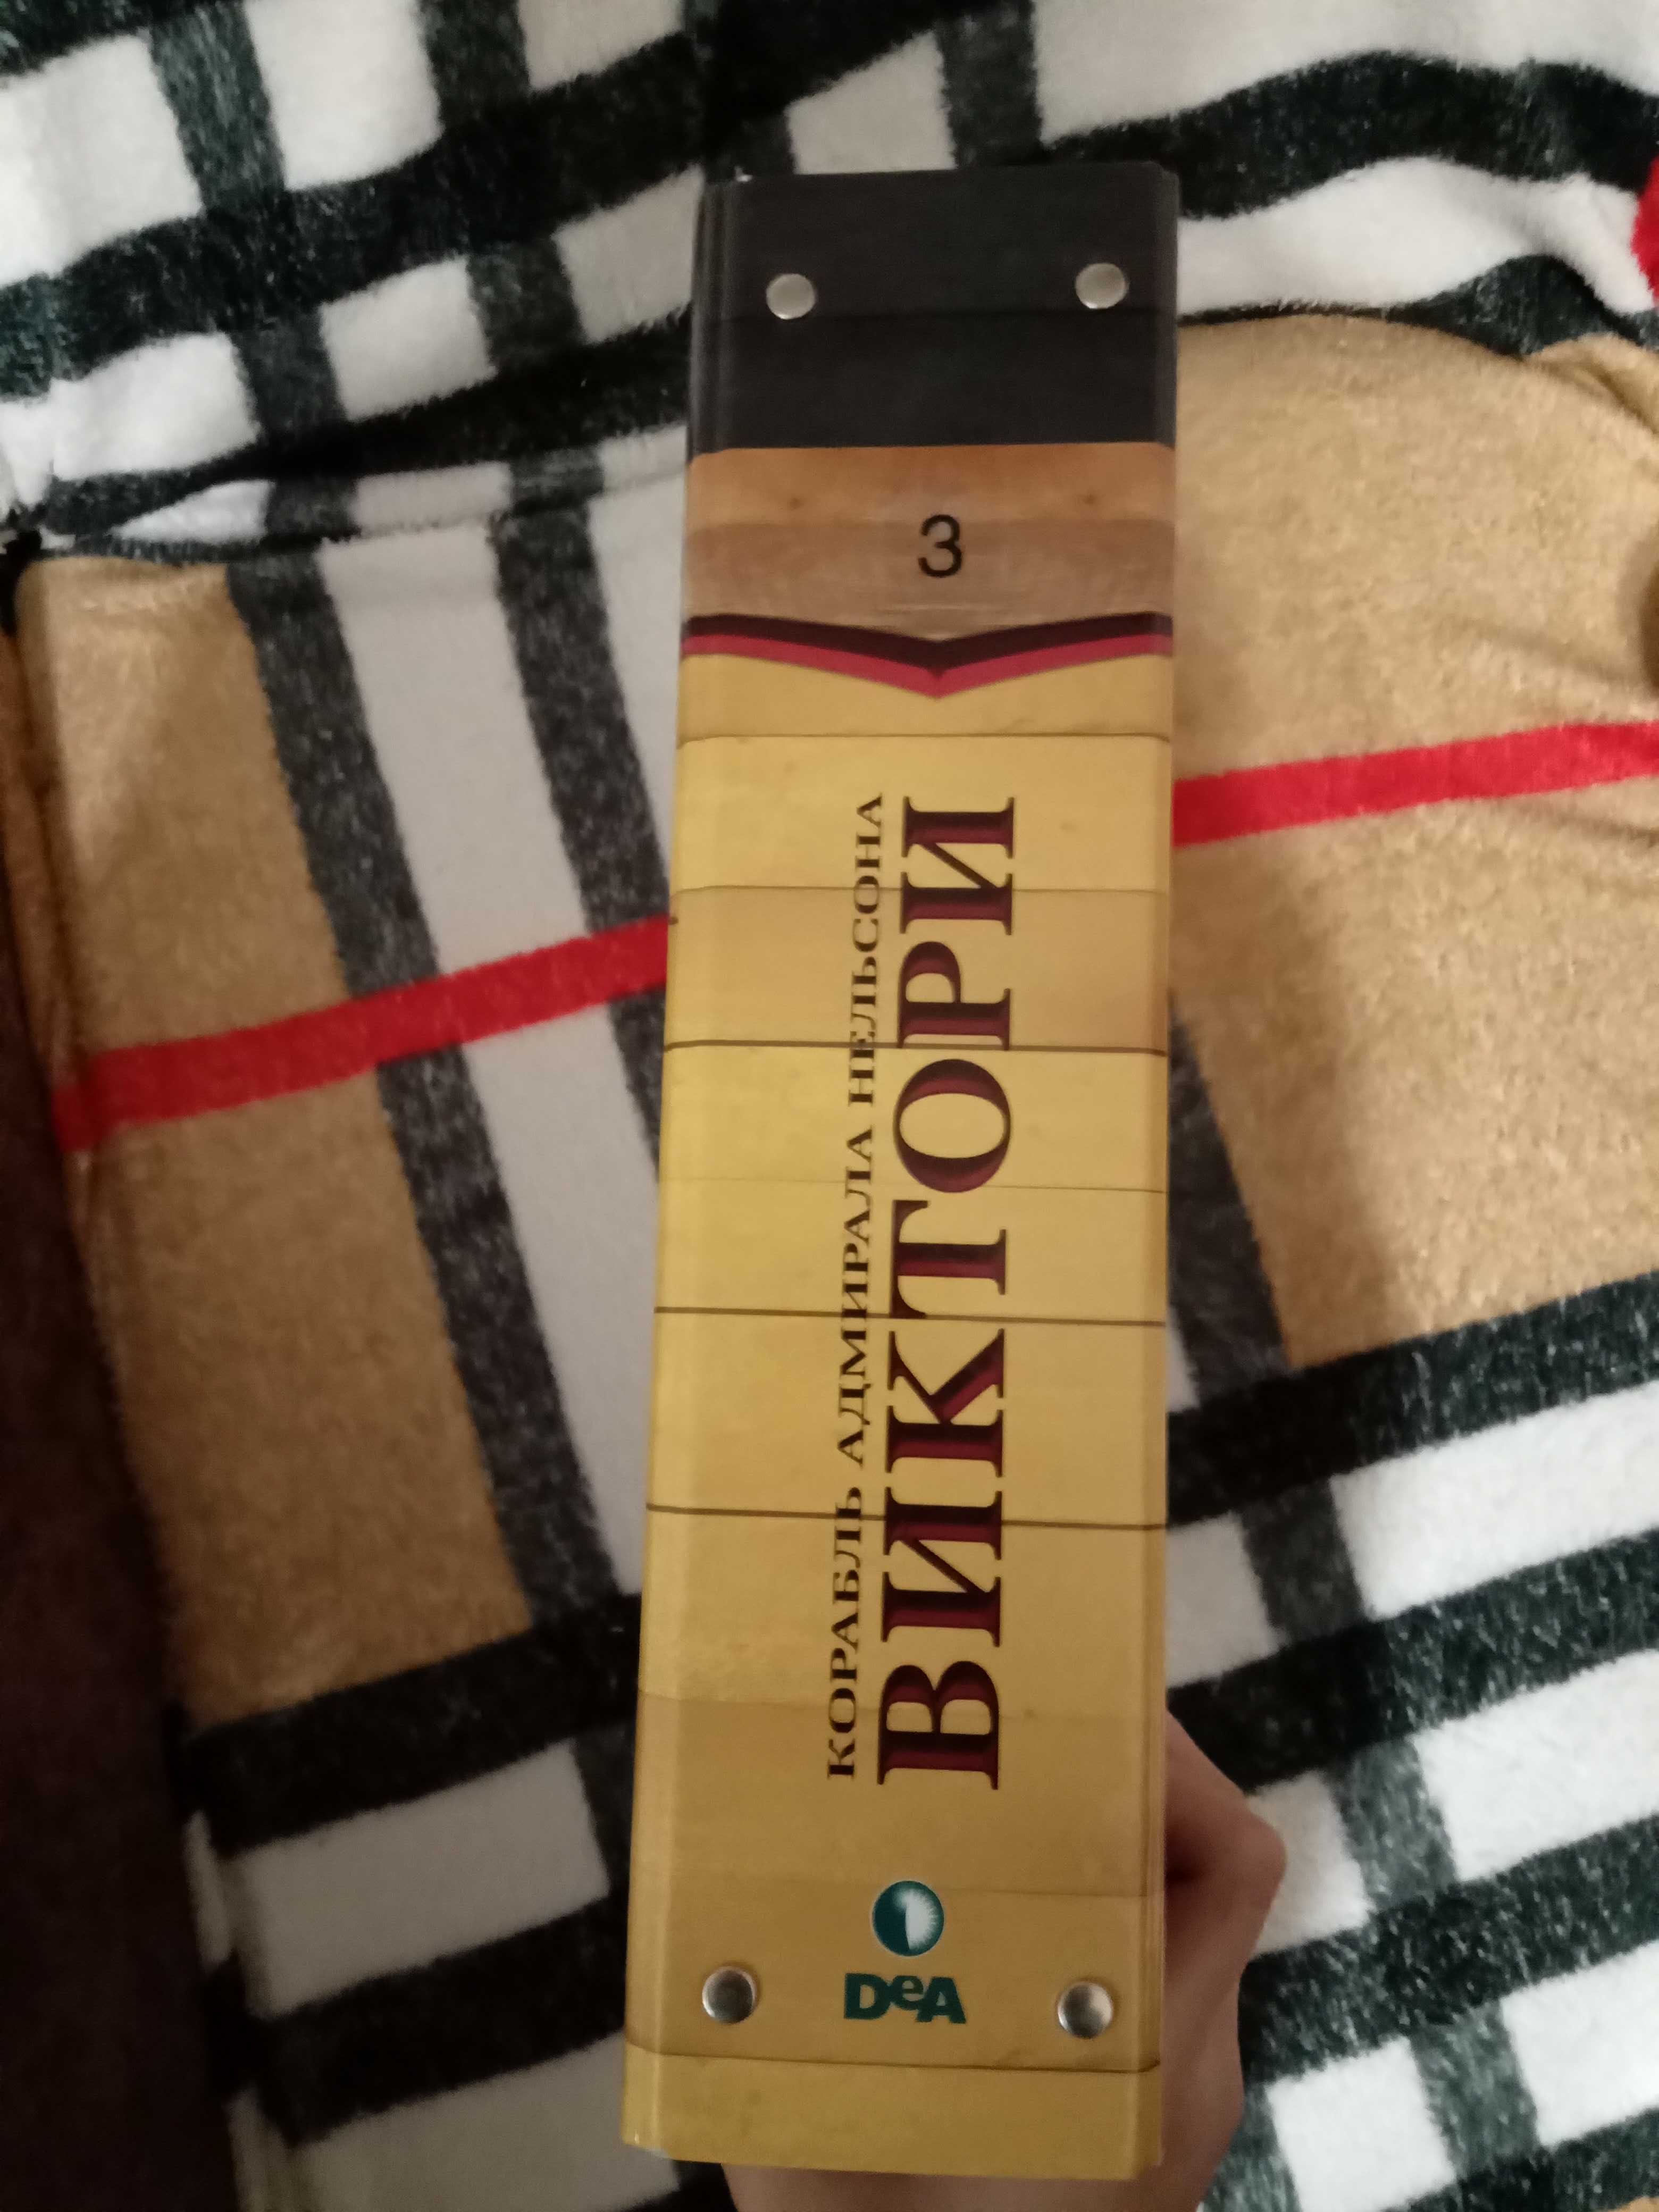 3
КОРАБЛЬ АДМИРАЛА НЕЛЬСОНА
ВИКТОРИ
DeA